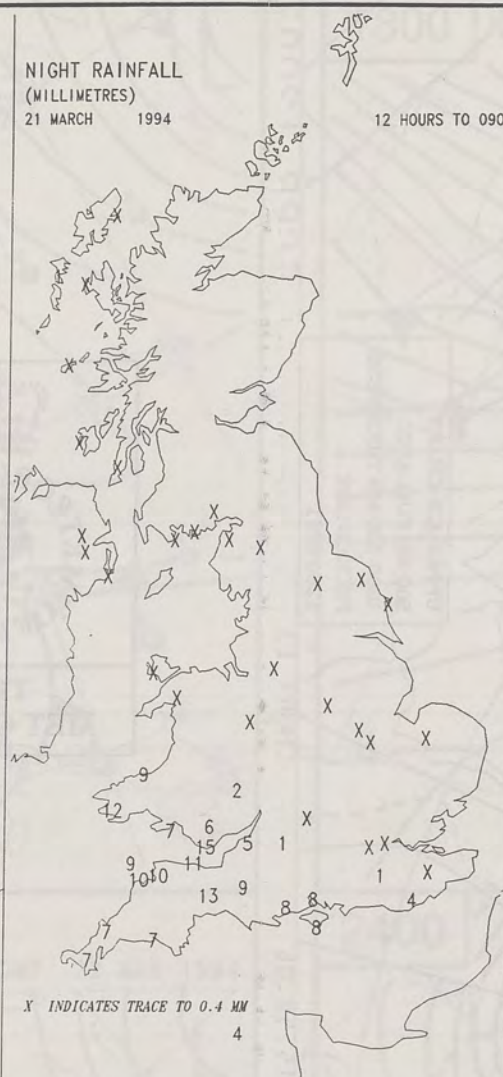 NIGHT RAINFALL
(MILLIMETRES)
21 MARCH 1994 12 HOURS TO 090
X
X
X
X
X
X
X X X X
X X
X
X X X
X
X X
X X
X X X
9
2
12 7 6 X
15 5 1 X X
9 11
10 10 1 X
13 9 8 8 4
8
7 7
7
X INDICATES TRACE TO 0.4 MM
4